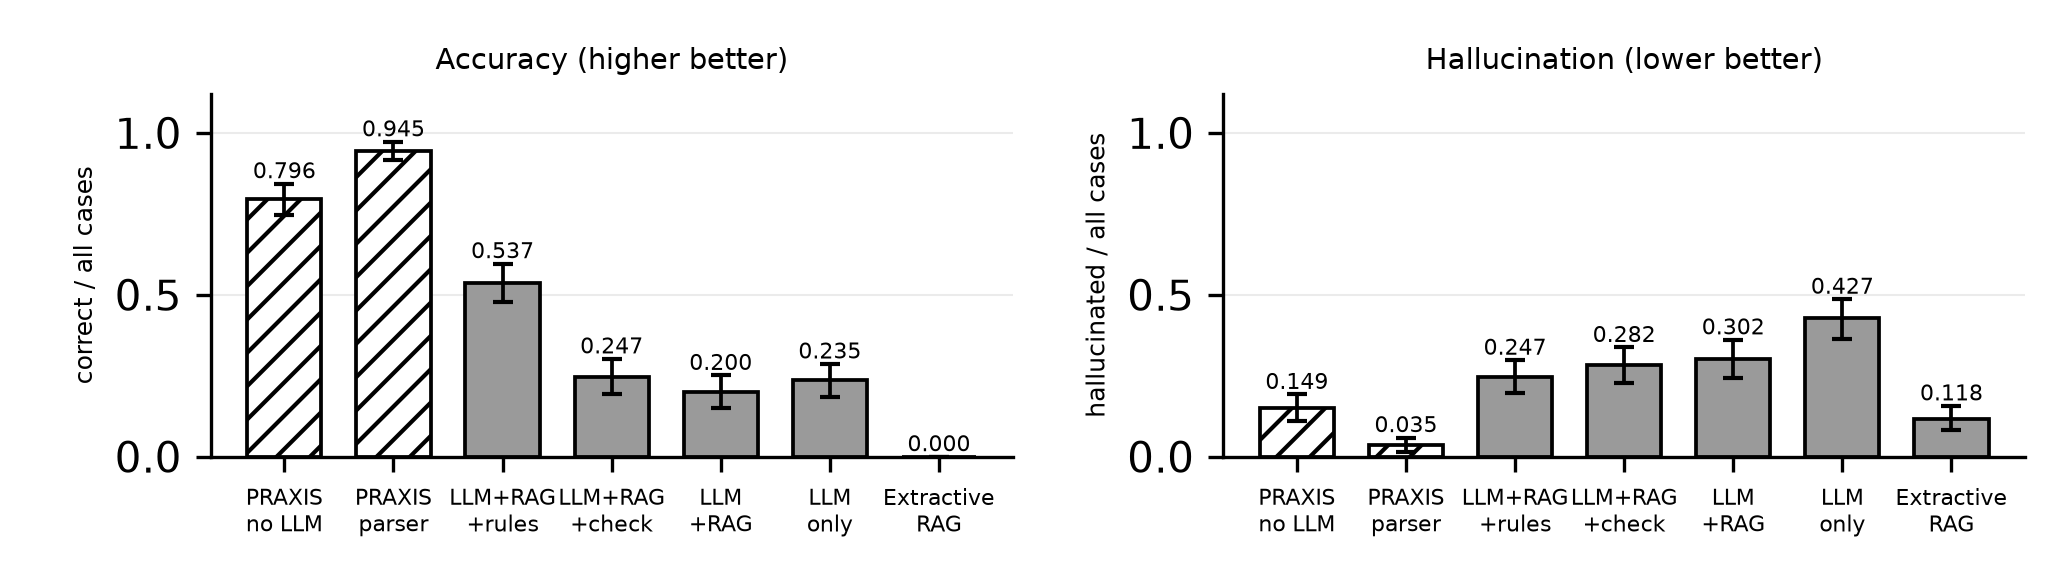 Accuracy (higher better)
correct / all cases
1.0
0.5
0.0
0.796
0.945
0.537
0.247
0.200
0.235
0.000
PRAXIS
no LLM
PRAXIS
parser
LLM+RAG
+rules
LLM+RAG
+check
LLM
+RAG
LLM
only
Extractive
RAG
Hallucination (lower better)
hallucinated / all cases
1.0
0.5
0.0
0.149
0.035
0.247
0.282
0.302
0.427
0.118
PRAXIS
no LLM
PRAXIS
parser
LLM+RAG
+rules
LLM+RAG
+check
LLM
+RAG
LLM
only
Extractive
RAG